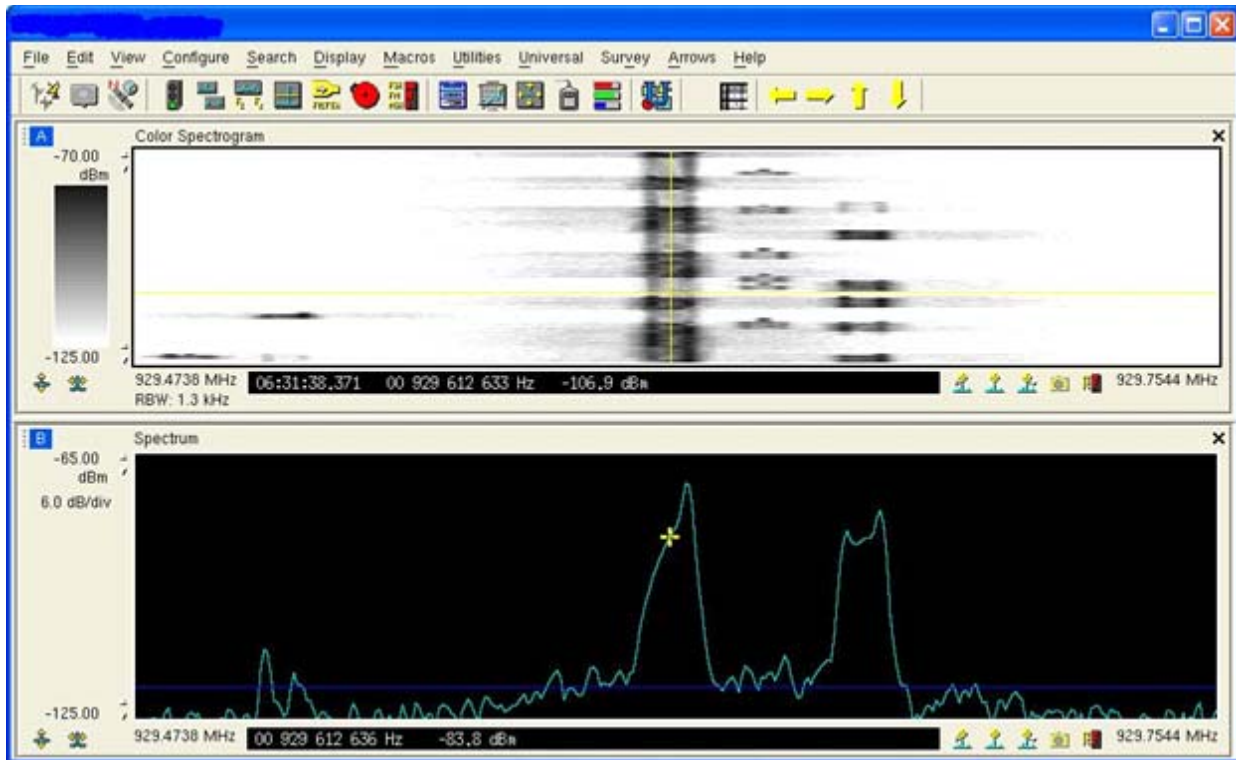 File Edit View Configure Search Display Macros Utilities Universal Survey Arrows Help
A Color Spectrogram
-70.00
dBm
-125.00
929.4738 MHz 06:31:38.371 00 929 612 633 Hz -106.9 dBm 929.7544 MHz
RBW: 1.3 kHz
B Spectrum
-65.00
dBm
6.0 dB/div
-125.00
929.4738 MHz 00 929 612 636 Hz -83.8 dBm 929.7544 MHz